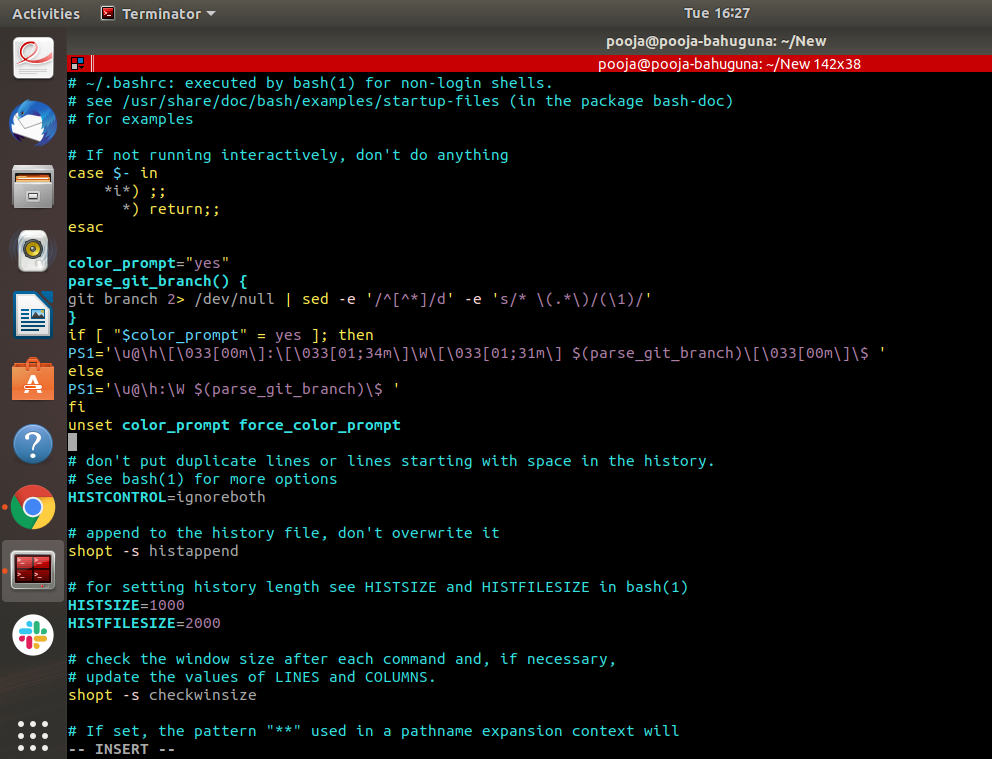 Activities Terminator Tue 16:27
pooja@pooja-bahuguna: ~/New
pooja@pooja-bahuguna: ~/New 142x38
# ~/.bashrc: executed by bash(1) for non-login shells.
# see /usr/share/doc/bash/examples/startup-files (in the package bash-doc)
# for examples

# If not running interactively, don't do anything
case $- in
    *i*) ;;
      *) return;;
esac

color_prompt="yes"
parse_git_branch() {
git branch 2> /dev/null | sed -e '/^[^*]/d' -e 's/* \(.*\)/(\1)/'
}
if [ "$color_prompt" = yes ]; then
PS1='\u@\h\[\033[00m\]:\[\033[01;34m\]\W\[\033[01;31m\] $(parse_git_branch)\[\033[00m\]\$ '
else
PS1='\u@\h:\W $(parse_git_branch)\$ '
fi
unset color_prompt force_color_prompt

# don't put duplicate lines or lines starting with space in the history.
# See bash(1) for more options
HISTCONTROL=ignoreboth

# append to the history file, don't overwrite it
shopt -s histappend

# for setting history length see HISTSIZE and HISTFILESIZE in bash(1)
HISTSIZE=1000
HISTFILESIZE=2000

# check the window size after each command and, if necessary,
# update the values of LINES and COLUMNS.
shopt -s checkwinsize

# If set, the pattern "**" used in a pathname expansion context will
-- INSERT --